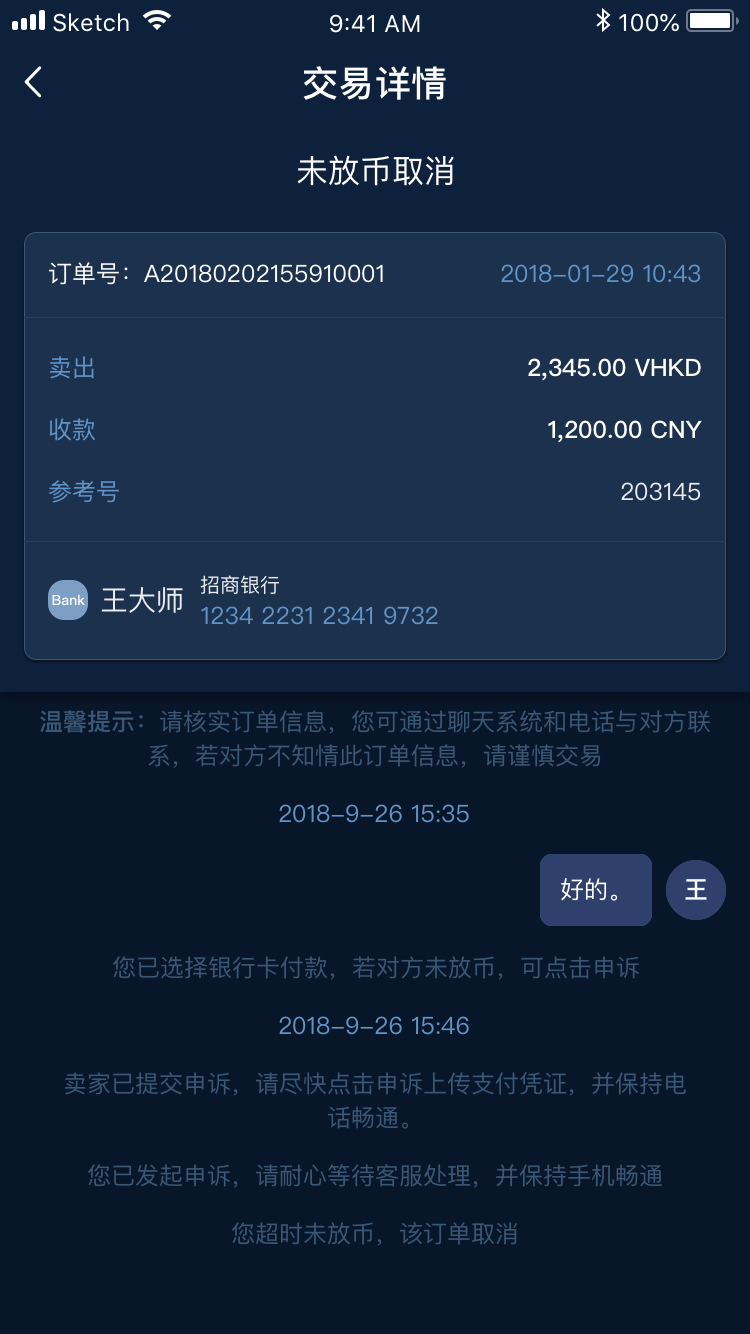 Sketch 9:41 AM 100%
交易详情
未放币取消
订单号：A20180202155910001 2018-01-29 10:43
卖出 2,345.00 VHKD
收款 1,200.00 CNY
参考号 203145
招商银行
Bank 王大师
1234 2231 2341 9732
温馨提示：请核实订单信息，您可通过聊天系统和电话与对方联
系，若对方不知情此订单信息，请谨慎交易
2018-9-26 15:35
好的。 王
您已选择银行卡付款，若对方未放币，可点击申诉
2018-9-26 15:46
卖家已提交申诉，请尽快点击申诉上传支付凭证，并保持电
话畅通。
您已发起申诉，请耐心等待客服处理，并保持手机畅通
您超时未放币，该订单取消